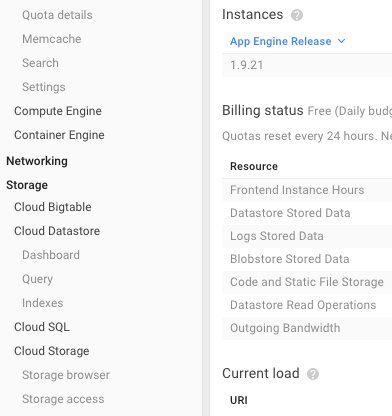 Quota details
Memcache
Search
Settings
Compute Engine
Container Engine
Networking
Storage
Cloud Bigtable
Cloud Datastore
Dashboard
Query
Indexes
Cloud SQL
Cloud Storage
Storage browser
Storage access
Instances
App Engine Release
1.9.21
Billing status Free (Daily budg
Quotas reset every 24 hours. Ne
Resource
Frontend Instance Hours
Datastore Stored Data
Logs Stored Data
Blobstore Stored Data
Code and Static File Storage
Datastore Read Operations
Outgoing Bandwidth
Current load
URI